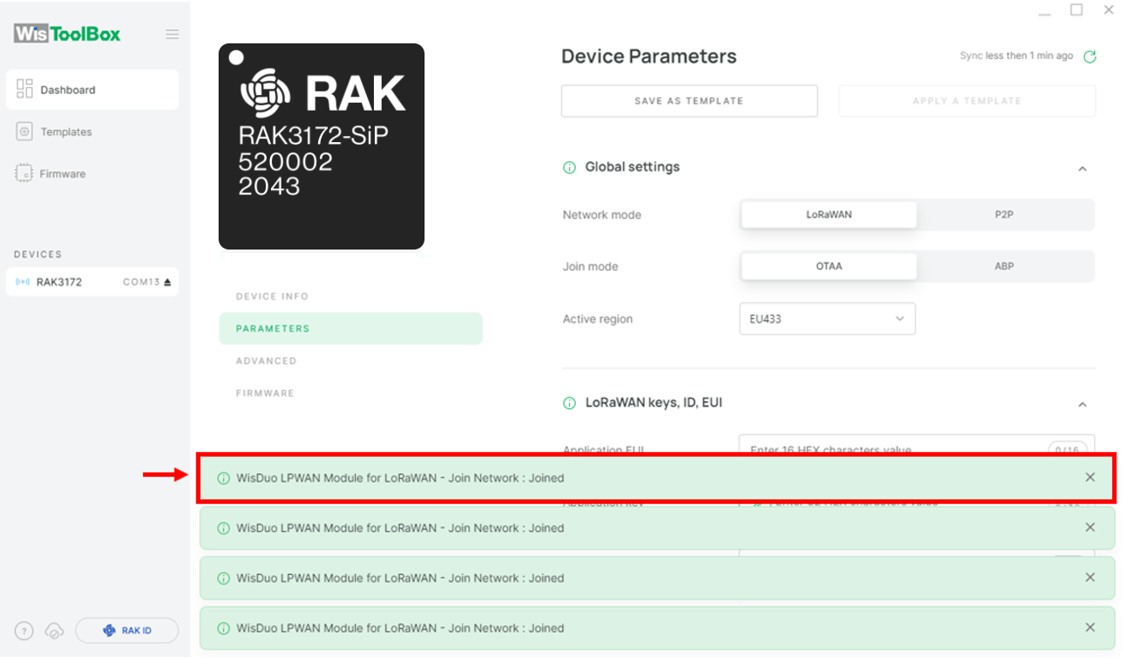 WisToolBox
Dashboard
Templates
Firmware
DEVICES
RAK3172 COM13
? RAK ID
RAK
RAK3172-SiP
520002
2043
DEVICE INFO
PARAMETERS
ADVANCED
FIRMWARE
Device Parameters
Sync less then 1 min ago
SAVE AS TEMPLATE
APPLY A TEMPLATE
Global settings
Network mode LoRaWAN P2P
Join mode OTAA ABP
Active region EU433
LoRaWAN keys, ID, EUI
Application EUI Enter 16 HEX characters value 0/16
WisDuo LPWAN Module for LoRaWAN - Join Network : Joined
WisDuo LPWAN Module for LoRaWAN - Join Network : Joined
WisDuo LPWAN Module for LoRaWAN - Join Network : Joined
WisDuo LPWAN Module for LoRaWAN - Join Network : Joined